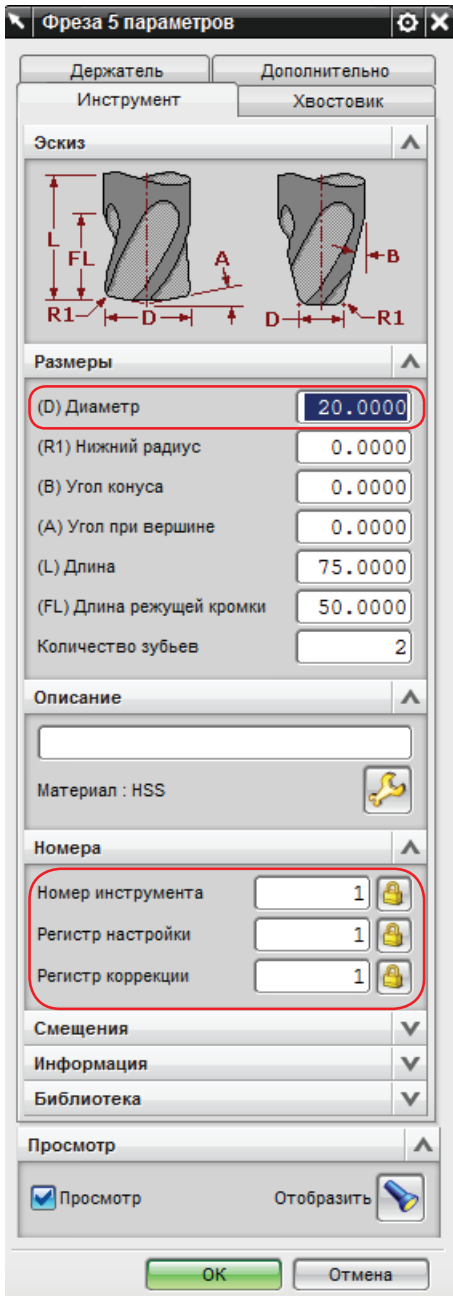 Фреза 5 параметров
Держатель Дополнительно
Инструмент Хвостовик
Эскиз
L
FL
A
B
R1 D D R1
Размеры
(D) Диаметр 20.0000
(R1) Нижний радиус 0.0000
(B) Угол конуса 0.0000
(A) Угол при вершине 0.0000
(L) Длина 75.0000
(FL) Длина режущей кромки 50.0000
Количество зубьев 2
Описание
Материал : HSS
Номера
Номер инструмента 1
Регистр настройки 1
Регистр коррекции 1
Смещения
Информация
Библиотека
Просмотр
Просмотр Отобразить
ОК Отмена